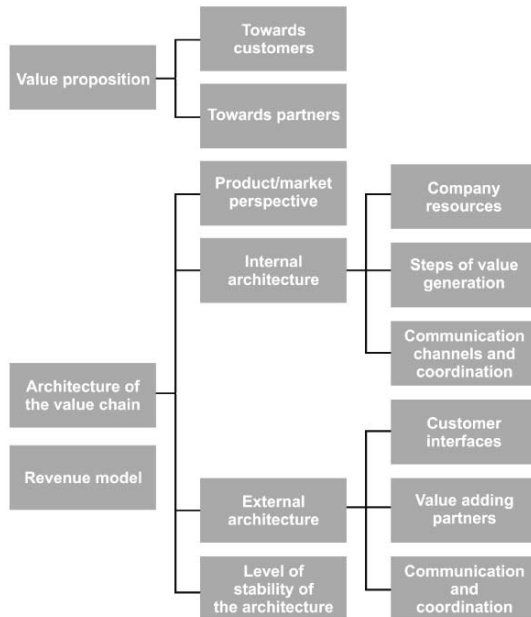 Towards
customers
Value proposition
Towards partners
Product/market
perspective
Company
resources
Internal
architecture
Steps of value
generation
Communication
channels and
coordination
Architecture of
the value chain
Customer
interfaces
Revenue model
External
architecture
Value adding
partners
Level of
stability of
the architecture
Communication
and
coordination